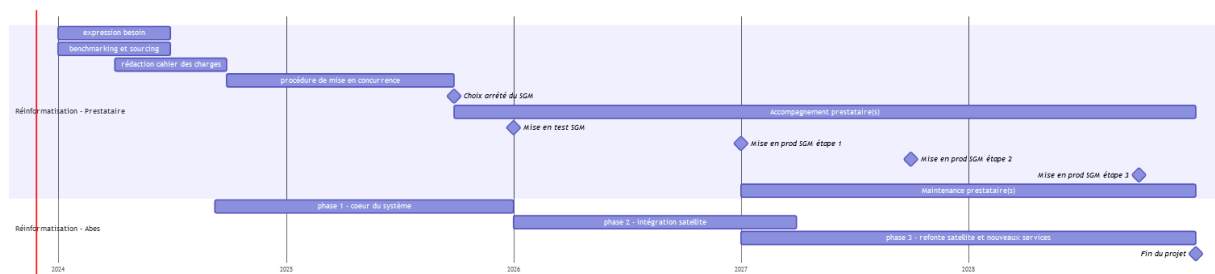 expression besoin
benchmarking et sourcing
rédaction cahier des charges
procédure de mise en concurrence
Choix arrété du SGM
Réinformatisation - Prestataire
Accompagnement prestataire(s)
Mise en test SGM
Mise en prod SGM étape 1
Mise en prod SGM étape 2
Mise en prod SGM étape 3
Maintenance prestataire(s)
phase 1 - coeur du système
phase 2 - intégration satellite
Réinformatisation - Abes
phase 3 - refonte satellite et nouveaux services
Fin du projet
2024 2025 2026 2027 2028